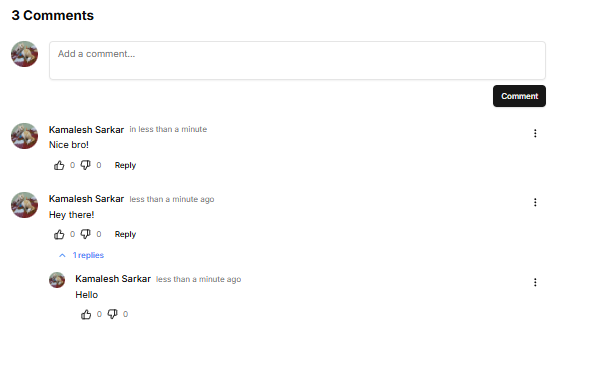 3 Comments
Add a comment...
Comment
Kamalesh Sarkar in less than a minute
Nice bro!
0 0 Reply
Kamalesh Sarkar less than a minute ago
Hey there!
0 0 Reply
1 replies
Kamalesh Sarkar less than a minute ago
Hello
0 0